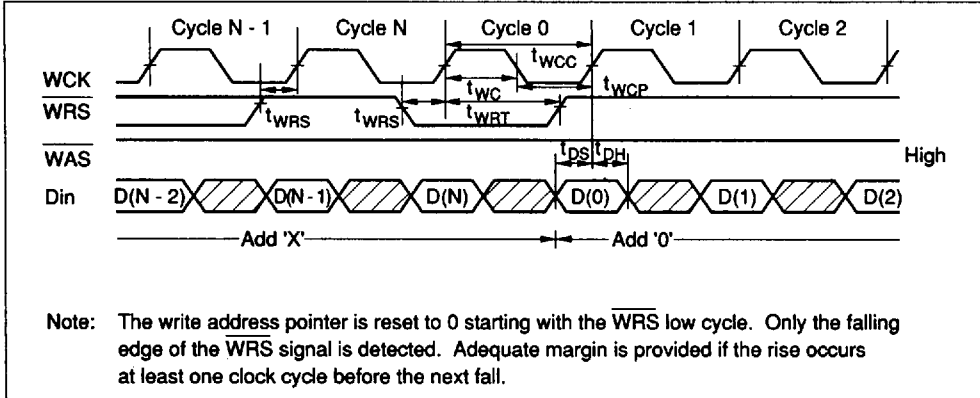 Cycle N - 1 Cycle N Cycle 0 Cycle 1 Cycle 2
tWCC
WCK
tWC tWCP
WRS
tWRS tWRS tWRT
WAS tDS tDH High
Din D(N - 2) D(N - 1) D(N) D(0) D(1) D(2)
Add 'X' Add '0'
Note: The write address pointer is reset to 0 starting with the WRS low cycle. Only the falling
edge of the WRS signal is detected. Adequate margin is provided if the rise occurs
at least one clock cycle before the next fall.